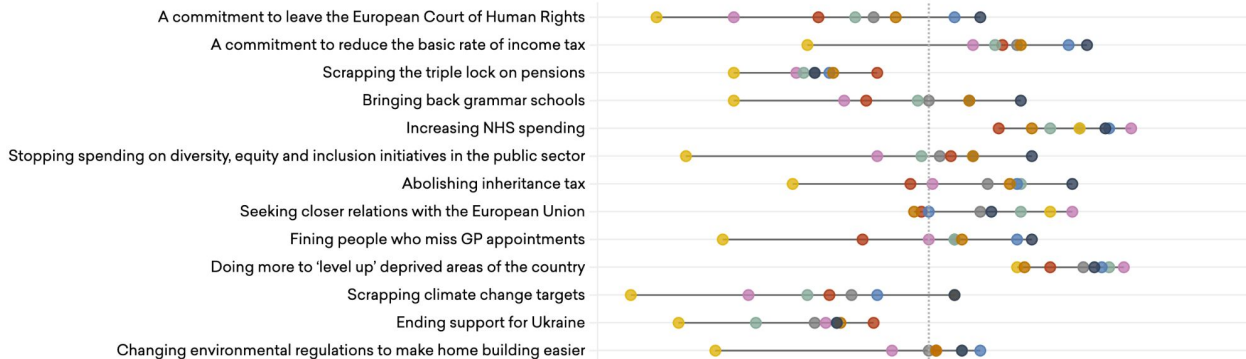 A commitment to leave the European Court of Human Rights
A commitment to reduce the basic rate of income tax
Scrapping the triple lock on pensions
Bringing back grammar schools
Increasing NHS spending
Stopping spending on diversity, equity and inclusion initiatives in the public sector
Abolishing inheritance tax
Seeking closer relations with the European Union
Fining people who miss GP appointments
Doing more to ‘level up’ deprived areas of the country
Scrapping climate change targets
Ending support for Ukraine
Changing environmental regulations to make home building easier